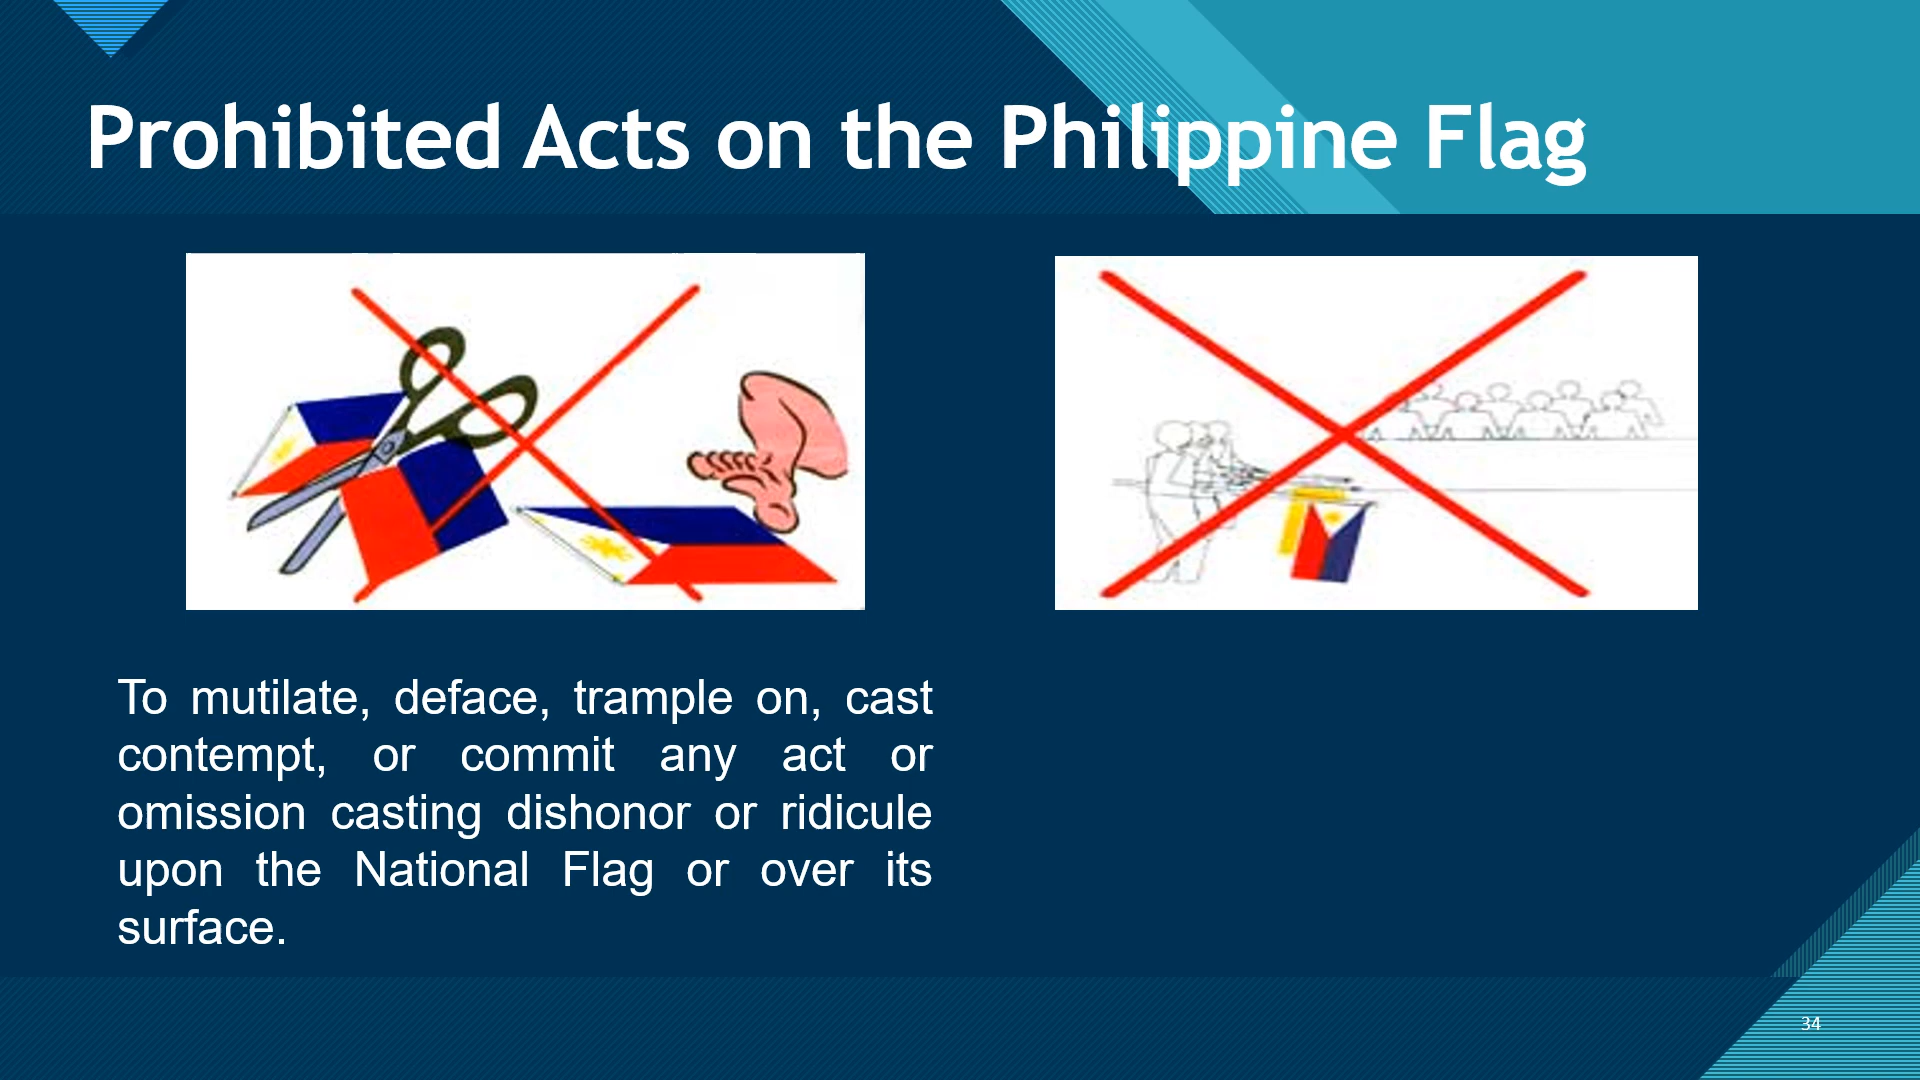 Prohibited Acts on the Philippine Flag
To mutilate, deface, trample on, cast
contempt, or commit any act or
omission casting dishonor or ridicule
upon the National Flag or over its
surface.
34